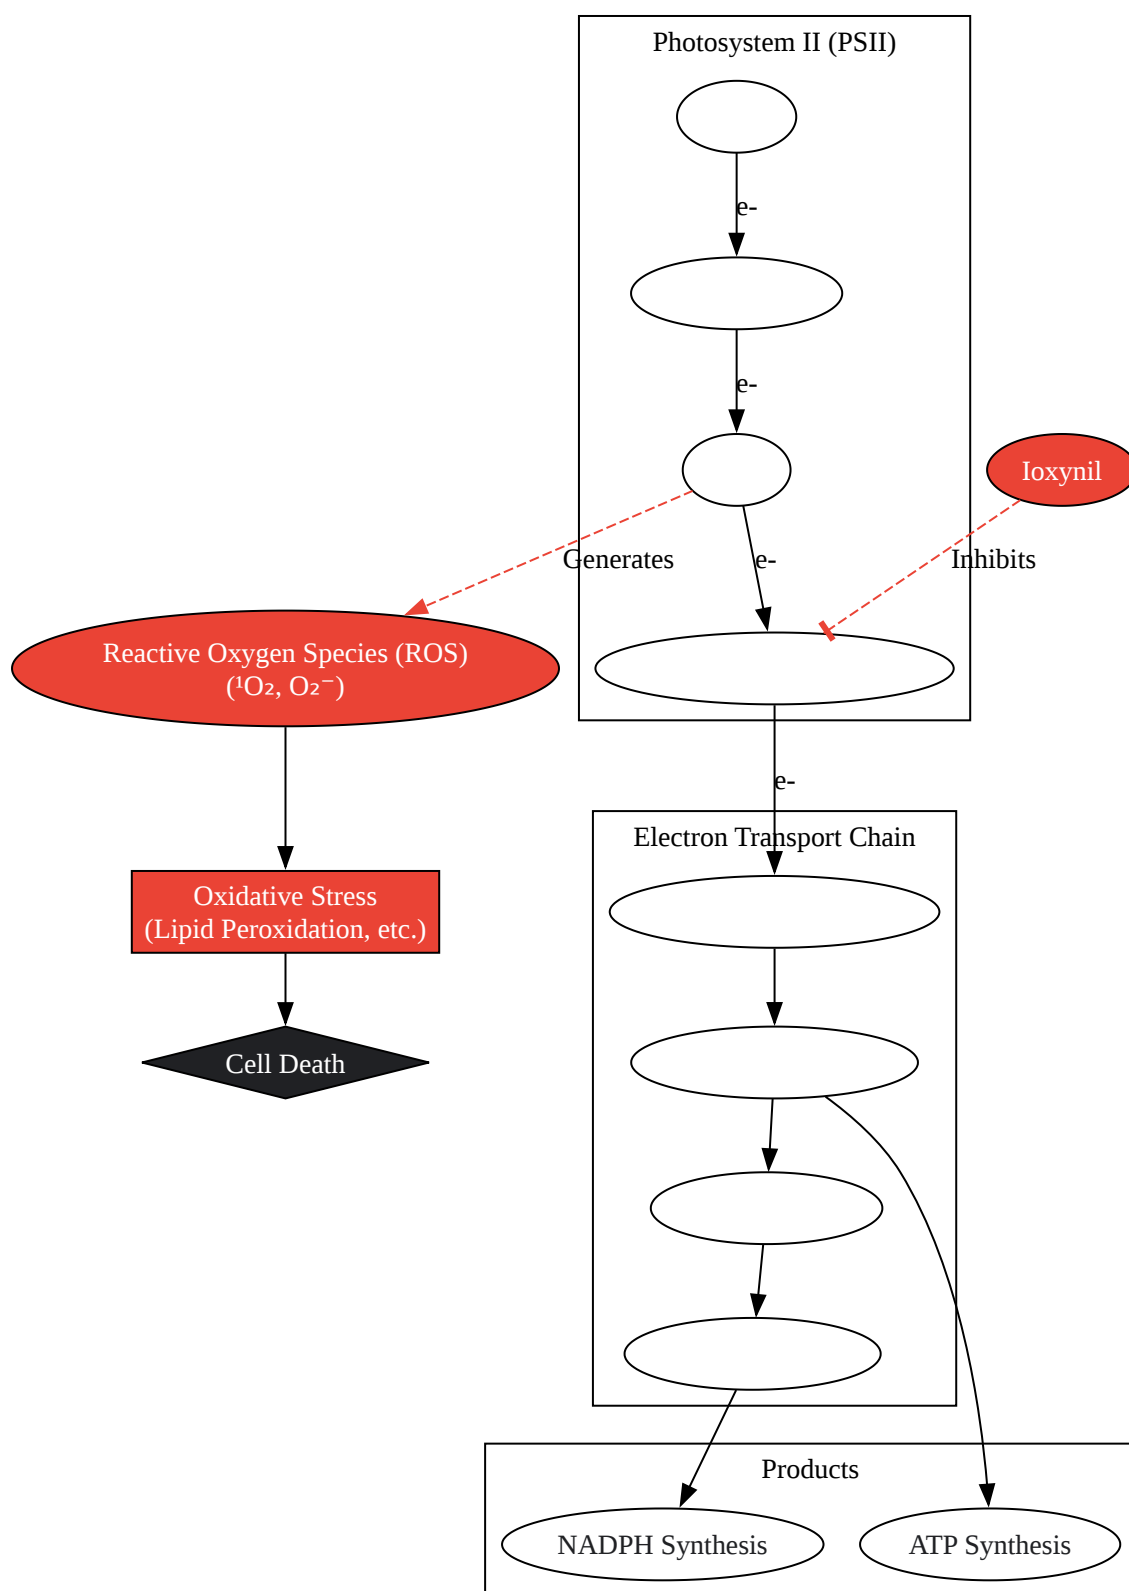 Photosystem II (PSII)
e-
e-
Ioxynil
Generates
e-
Inhibits
Reactive Oxygen Species (ROS)
(¹O₂, O₂⁻)
e-
Electron Transport Chain
Oxidative Stress
(Lipid Peroxidation, etc.)
Cell Death
Products
NADPH Synthesis
ATP Synthesis